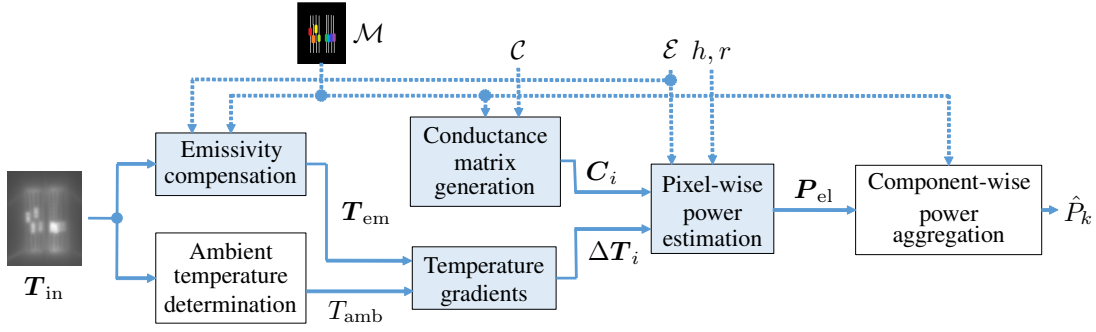 ℳ
𝒞
ℰ
h, r
Emissivity
compensation
Conductance
matrix
generation
C_i
Pixel-wise
power
estimation
P_el
Component-wise
power
aggregation
P̂_k
T_em
Ambient
temperature
determination
Temperature
gradients
ΔT_i
T_in
T_amb